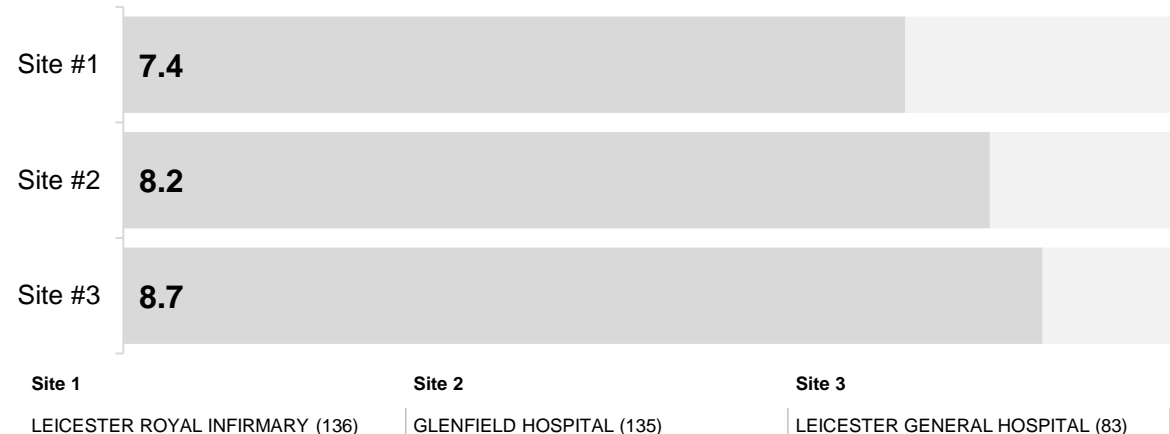 Site #1 7.4
Site #2 8.2
Site #3 8.7
Site 1 Site 2 Site 3
LEICESTER ROYAL INFIRMARY (136) GLENFIELD HOSPITAL (135) LEICESTER GENERAL HOSPITAL (83)